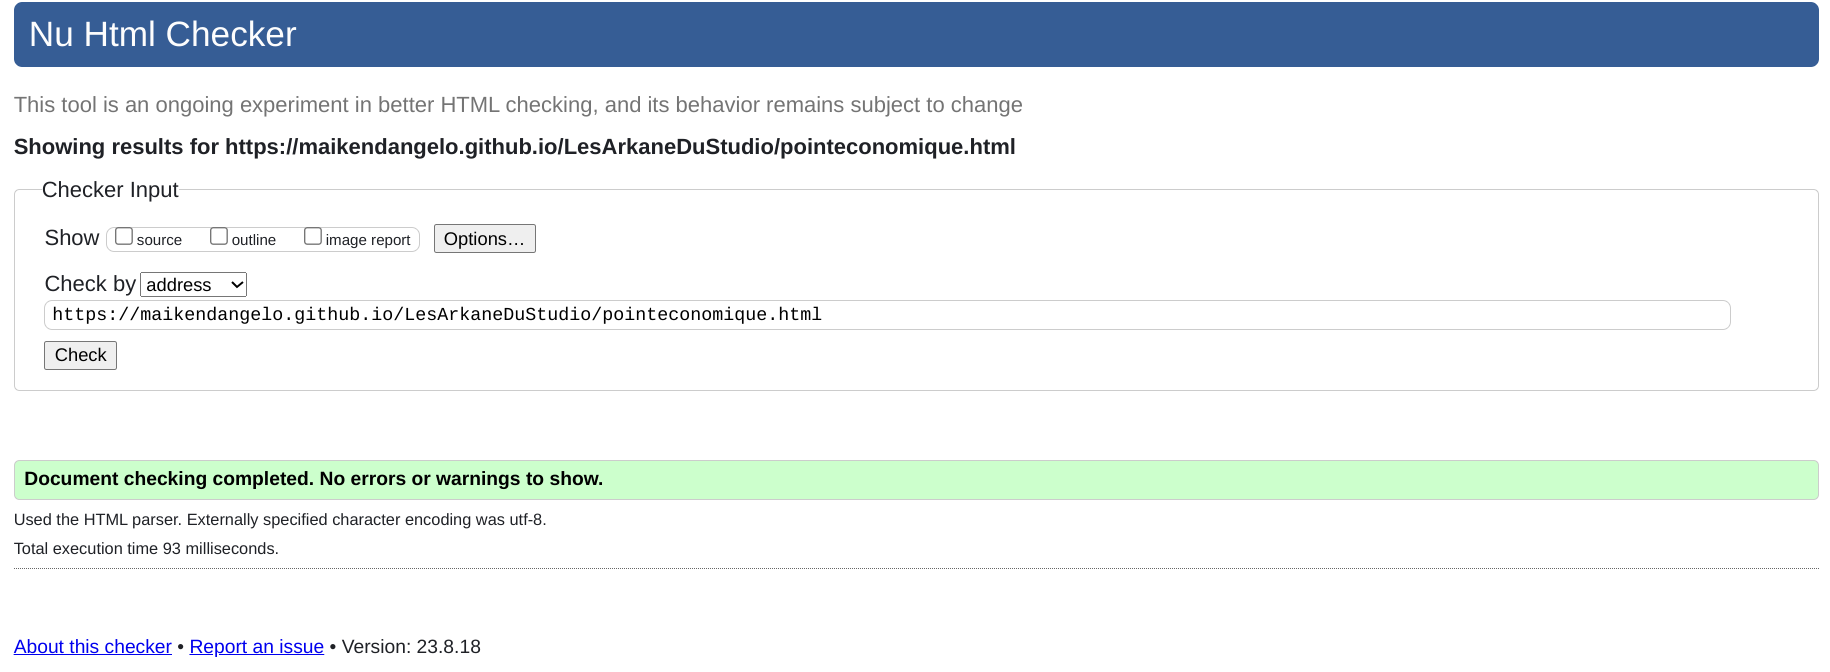 Nu Html Checker
This tool is an ongoing experiment in better HTML checking, and its behavior remains subject to change
Showing results for https://maikendangelo.github.io/LesArkaneDuStudio/pointeconomique.html
Checker Input
Show source outline image report Options...
Check by address
https://maikendangelo.github.io/LesArkaneDuStudio/pointeconomique.html
Check
Document checking completed. No errors or warnings to show.
Used the HTML parser. Externally specified character encoding was utf-8.
Total execution time 93 milliseconds.
About this checker • Report an issue • Version: 23.8.18